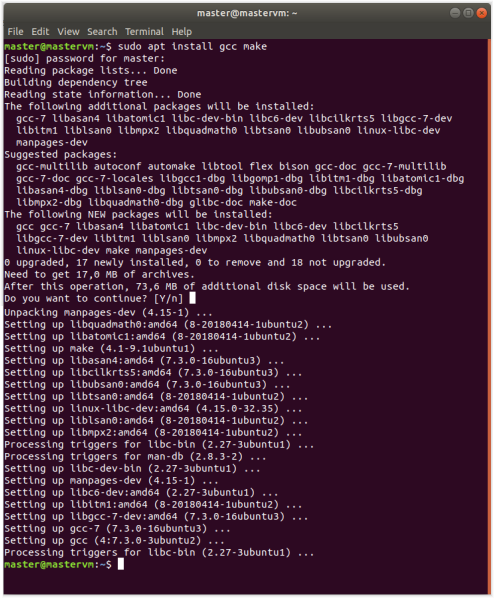 master@mastervm: ~
File Edit View Search Terminal Help
master@mastervm:~$ sudo apt install gcc make
[sudo] password for master:
Reading package lists... Done
Building dependency tree
Reading state information... Done
The following additional packages will be installed:
gcc-7 libasan4 libatomic1 libc-dev-bin libc6-dev libcilkrts5 libgcc-7-dev
libitm1 liblsan0 libmpx2 libquadmath0 libtsan0 libubsan0 linux-libc-dev
manpages-dev
Suggested packages:
gcc-multilib autoconf automake libtool flex bison gcc-doc gcc-7-multilib
gcc-7-doc gcc-7-locales libgcc1-dbg libgomp1-dbg libitm1-dbg libatomic1-dbg
libasan4-dbg liblsan0-dbg libtsan0-dbg libubsan0-dbg libcilkrts5-dbg
libmpx2-dbg libquadmath0-dbg glibc-doc make-doc
The following NEW packages will be installed:
gcc gcc-7 libasan4 libatomic1 libc-dev-bin libc6-dev libcilkrts5
libgcc-7-dev libitm1 liblsan0 libmpx2 libquadmath0 libtsan0 libubsan0
linux-libc-dev make manpages-dev
0 upgraded, 17 newly installed, 0 to remove and 18 not upgraded.
Need to get 17,0 MB of archives.
After this operation, 73,6 MB of additional disk space will be used.
Do you want to continue? [Y/n]
Unpacking manpages-dev (4.15-1) ...
Setting up libquadmath0:amd64 (8-20180414-1ubuntu2) ...
Setting up libatomic1:amd64 (8-20180414-1ubuntu2) ...
Setting up make (4.1-9.1ubuntu1) ...
Setting up libasan4:amd64 (7.3.0-16ubuntu3) ...
Setting up libcilkrts5:amd64 (7.3.0-16ubuntu3) ...
Setting up libubsan0:amd64 (7.3.0-16ubuntu3) ...
Setting up libtsan0:amd64 (8-20180414-1ubuntu2) ...
Setting up linux-libc-dev:amd64 (4.15.0-32.35) ...
Setting up liblsan0:amd64 (8-20180414-1ubuntu2) ...
Setting up libmpx2:amd64 (8-20180414-1ubuntu2) ...
Processing triggers for libc-bin (2.27-3ubuntu1) ...
Processing triggers for man-db (2.8.3-2) ...
Setting up libc-dev-bin (2.27-3ubuntu1) ...
Setting up manpages-dev (4.15-1) ...
Setting up libc6-dev:amd64 (2.27-3ubuntu1) ...
Setting up libitm1:amd64 (8-20180414-1ubuntu2) ...
Setting up libgcc-7-dev:amd64 (7.3.0-16ubuntu3) ...
Setting up gcc-7 (7.3.0-16ubuntu3) ...
Setting up gcc (4:7.3.0-3ubuntu2) ...
Processing triggers for libc-bin (2.27-3ubuntu1) ...
master@mastervm:~$